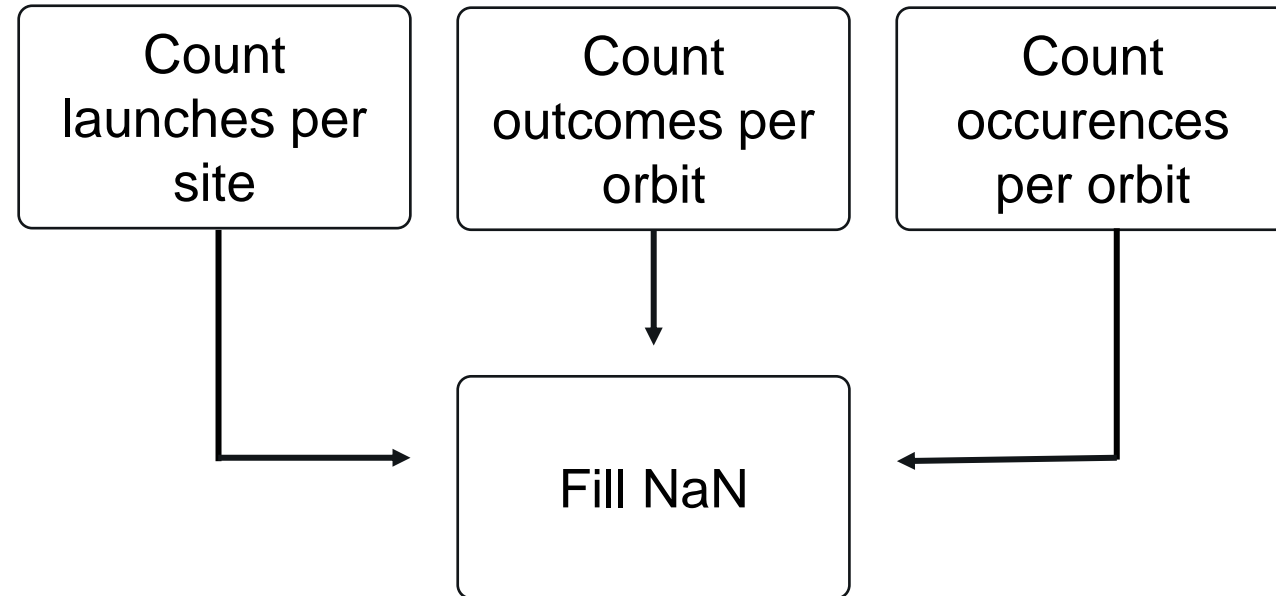 Count
launches per
site
Count
outcomes per
orbit
Count
occurences
per orbit
Fill NaN